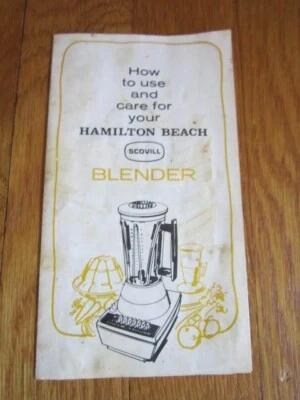 How
to use
and
care for
your
HAMILTON BEACH
SCOVILL
BLENDER